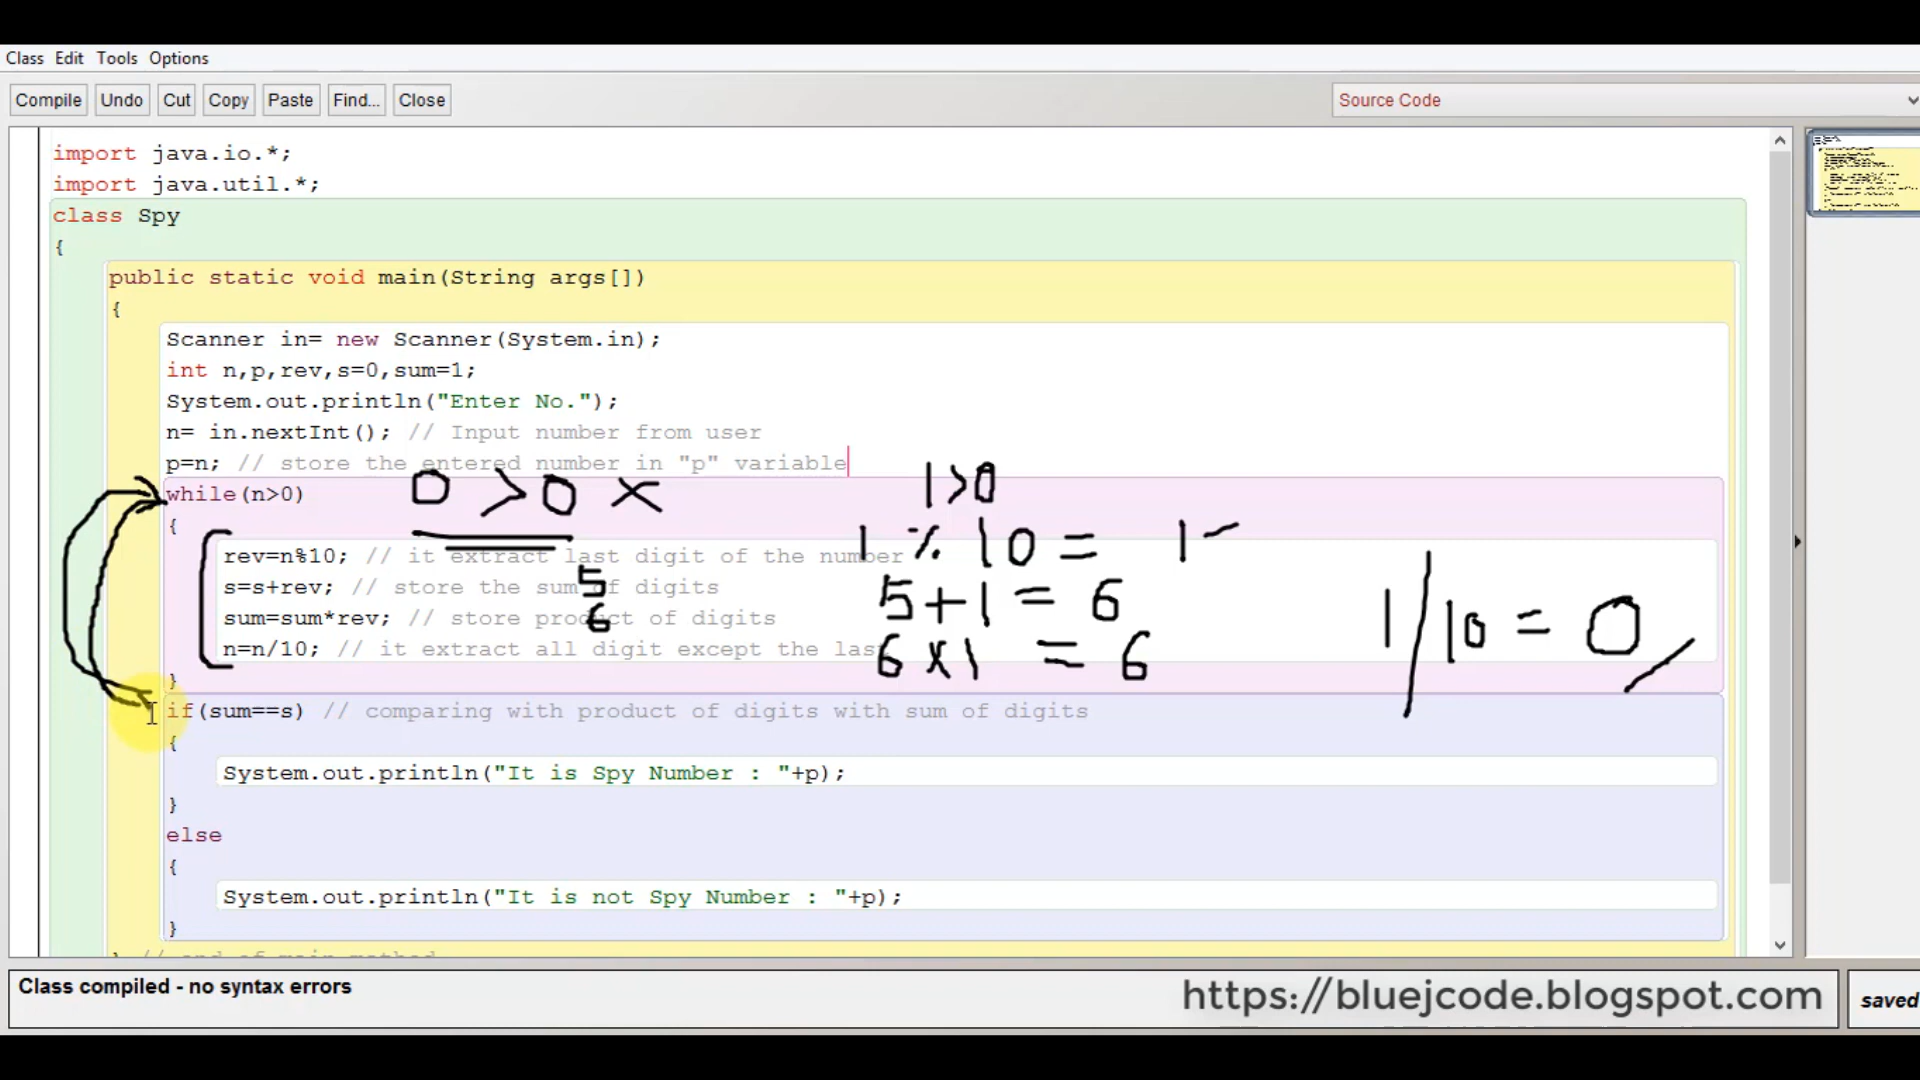 Class Edit Tools Options
Compile Undo Cut Copy Paste Find... Close Source Code
import java.io.*;
import java.util.*;
class Spy
{
public static void main(String args[])
{
Scanner in= new Scanner(System.in);
int n,p,rev,s=0,sum=1;
System.out.println("Enter No.");
n= in.nextInt(); // Input number from user
p=n; // store the entered number in "p" variable
while(n>0) 0 > 0 × 1>0
{
1 % 10 = 1
rev=n%10; // it extract last digit of the number
s=s+rev; // store the sum of digits
5
5+1 = 6
sum=sum*rev; // store product of digits
6
1/10 = 0
n=n/10; // it extract all digit except the las
6×1 = 6
}
if(sum==s) // comparing with product of digits with sum of digits
{
System.out.println("It is Spy Number : "+p);
}
else
{
System.out.println("It is not Spy Number : "+p);
}
} // end of main method
Class compiled - no syntax errors
https://bluejcode.blogspot.com
saved